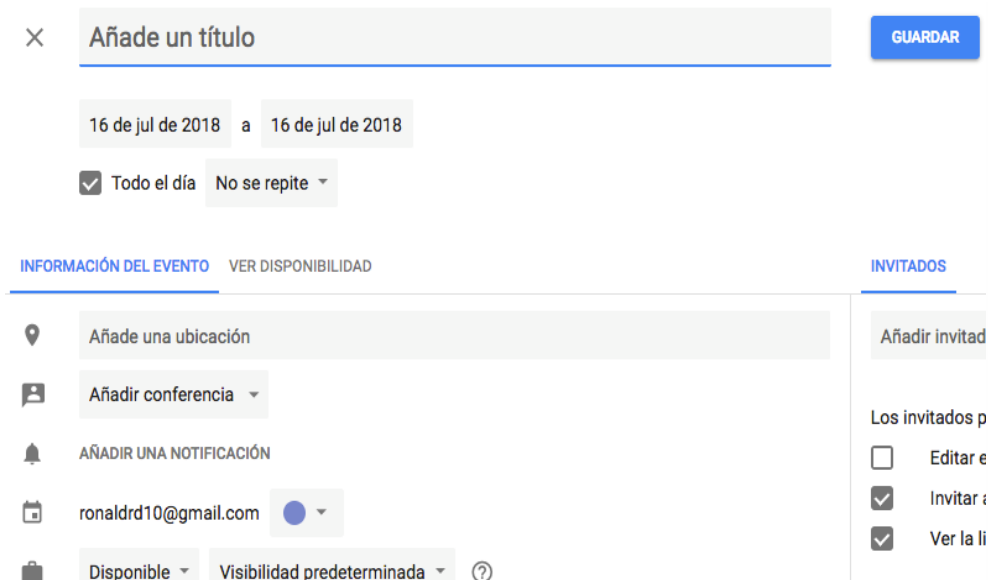 Añade un título
GUARDAR
16 de jul de 2018 a 16 de jul de 2018
Todo el día No se repite
INFORMACIÓN DEL EVENTO VER DISPONIBILIDAD
INVITADOS
Añade una ubicación
Añadir conferencia
AÑADIR UNA NOTIFICACIÓN
ronaldrd10@gmail.com
Disponible Visibilidad predeterminada
Añadir invitad
Los invitados p
Editar e
Invitar a
Ver la li